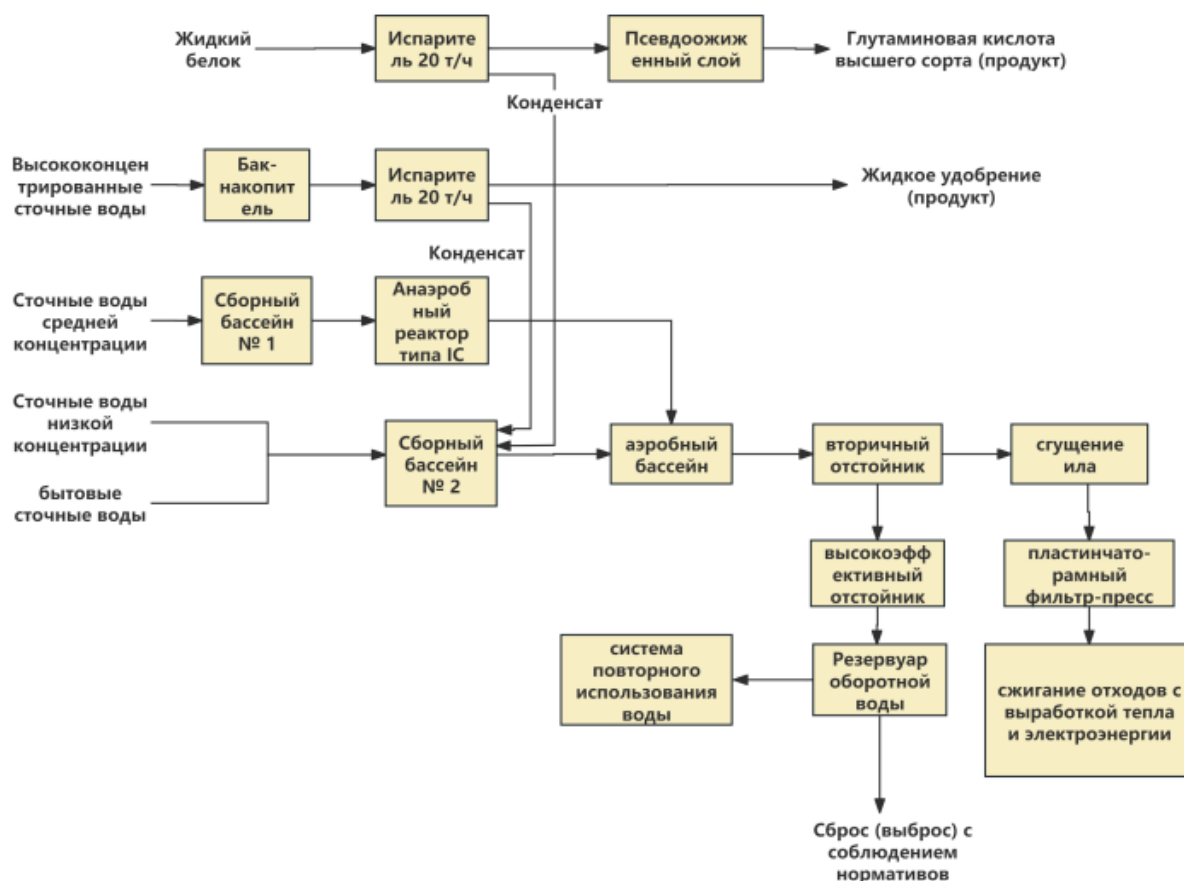 Жидкий
белок
Испарите
ль 20 т/ч
Псевдоожиж
енный слой
Глутаминовая кислота
высшего сорта (продукт)
Конденсат
Высококонцен
трированные
сточные воды
Бак-
накопит
ель
Испарите
ль 20 т/ч
Жидкое удобрение
(продукт)
Конденсат
Сточные воды
средней
концентрации
Сборный
бассейн
№ 1
Анаэроб
ный
реактор
типа IC
Сточные воды
низкой
концентрации
бытовые
сточные воды
Сборный
бассейн
№ 2
аэробный
бассейн
вторичный
отстойник
сгущение
ила
высокоэфф
ективный
отстойник
пластинчато-
рамный
фильтр-пресс
система
повторного
использования
воды
Резервуар
оборотной
воды
сжигание отходов с
выработкой тепла
и электроэнергии
Сброс (выброс) с
соблюдением
нормативов